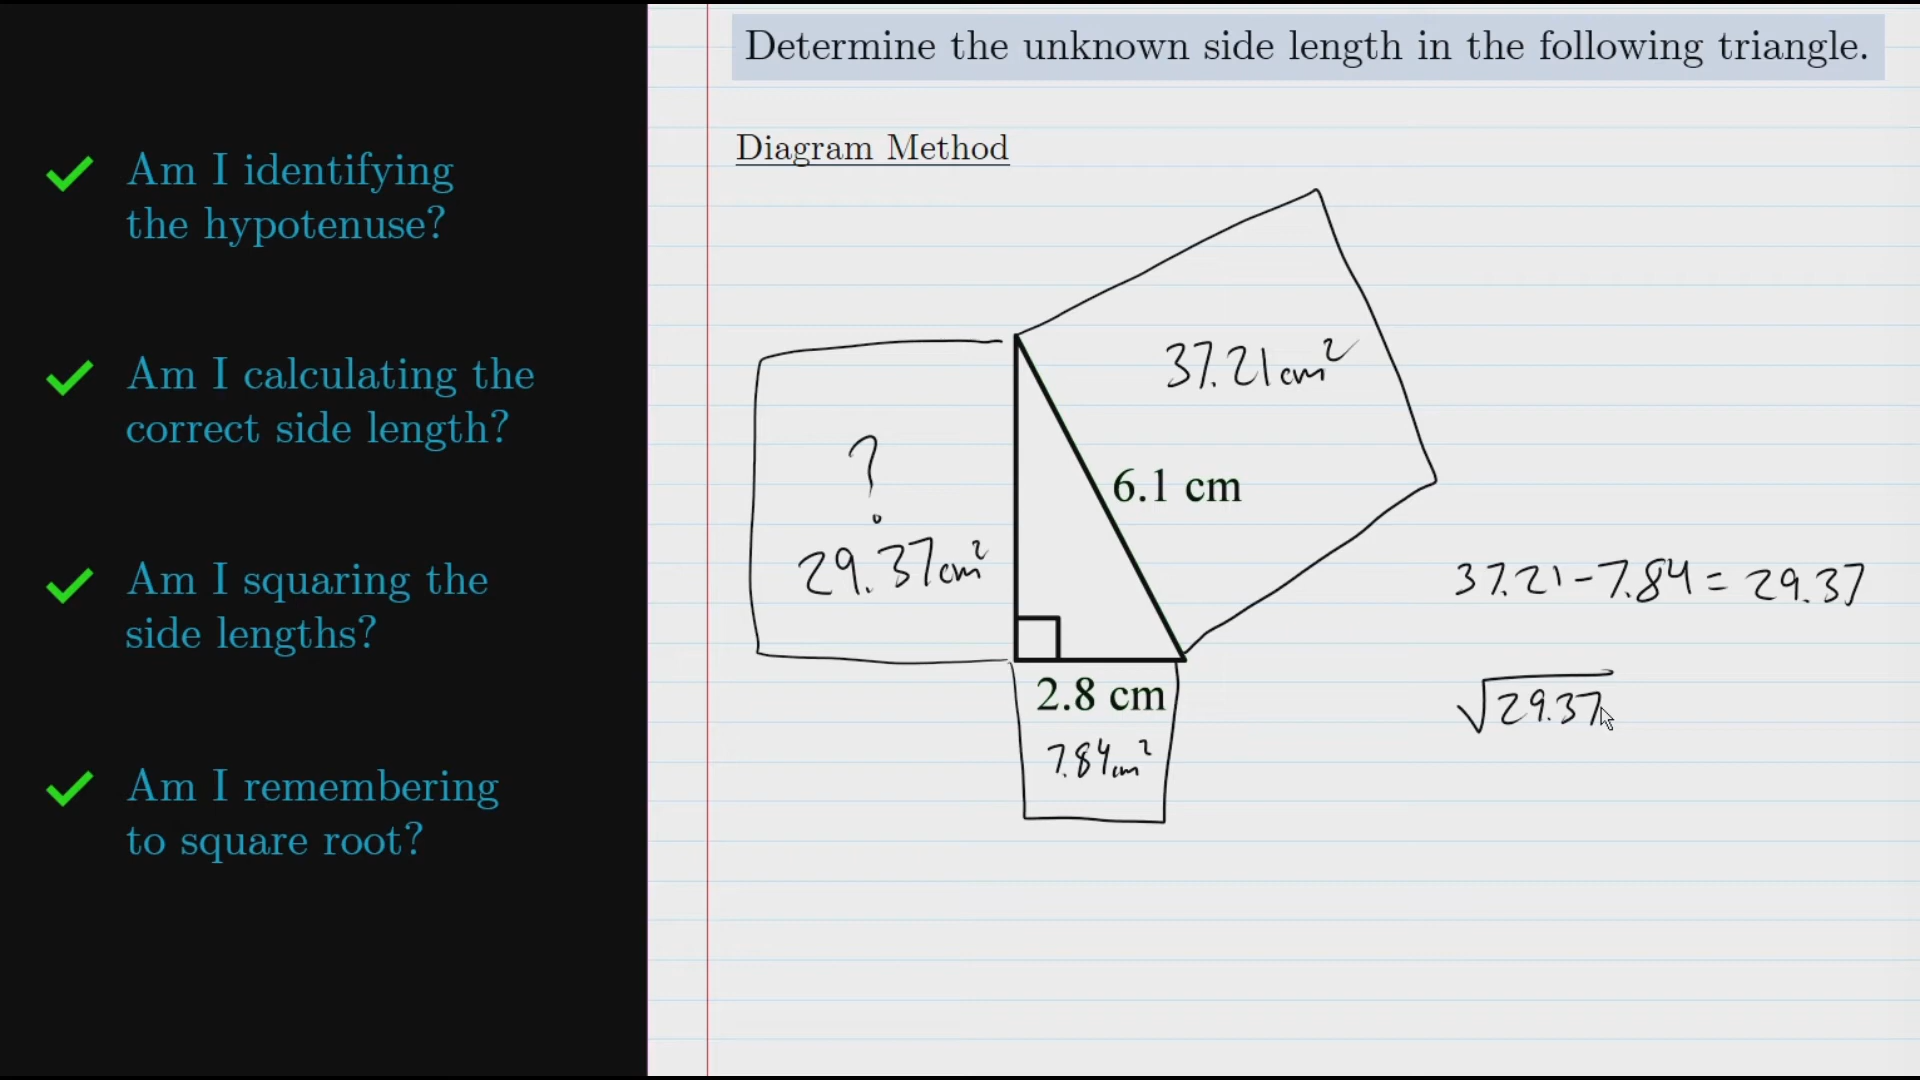 Determine the unknown side length in the following triangle.
Diagram Method
Am I identifying
the hypotenuse?
Am I calculating the
correct side length?
Am I squaring the
side lengths?
Am I remembering
to square root?
37.21cm²
?
29.37cm²
6.1 cm
2.8 cm
7.84cm²
37.21-7.84=29.37
√29.37